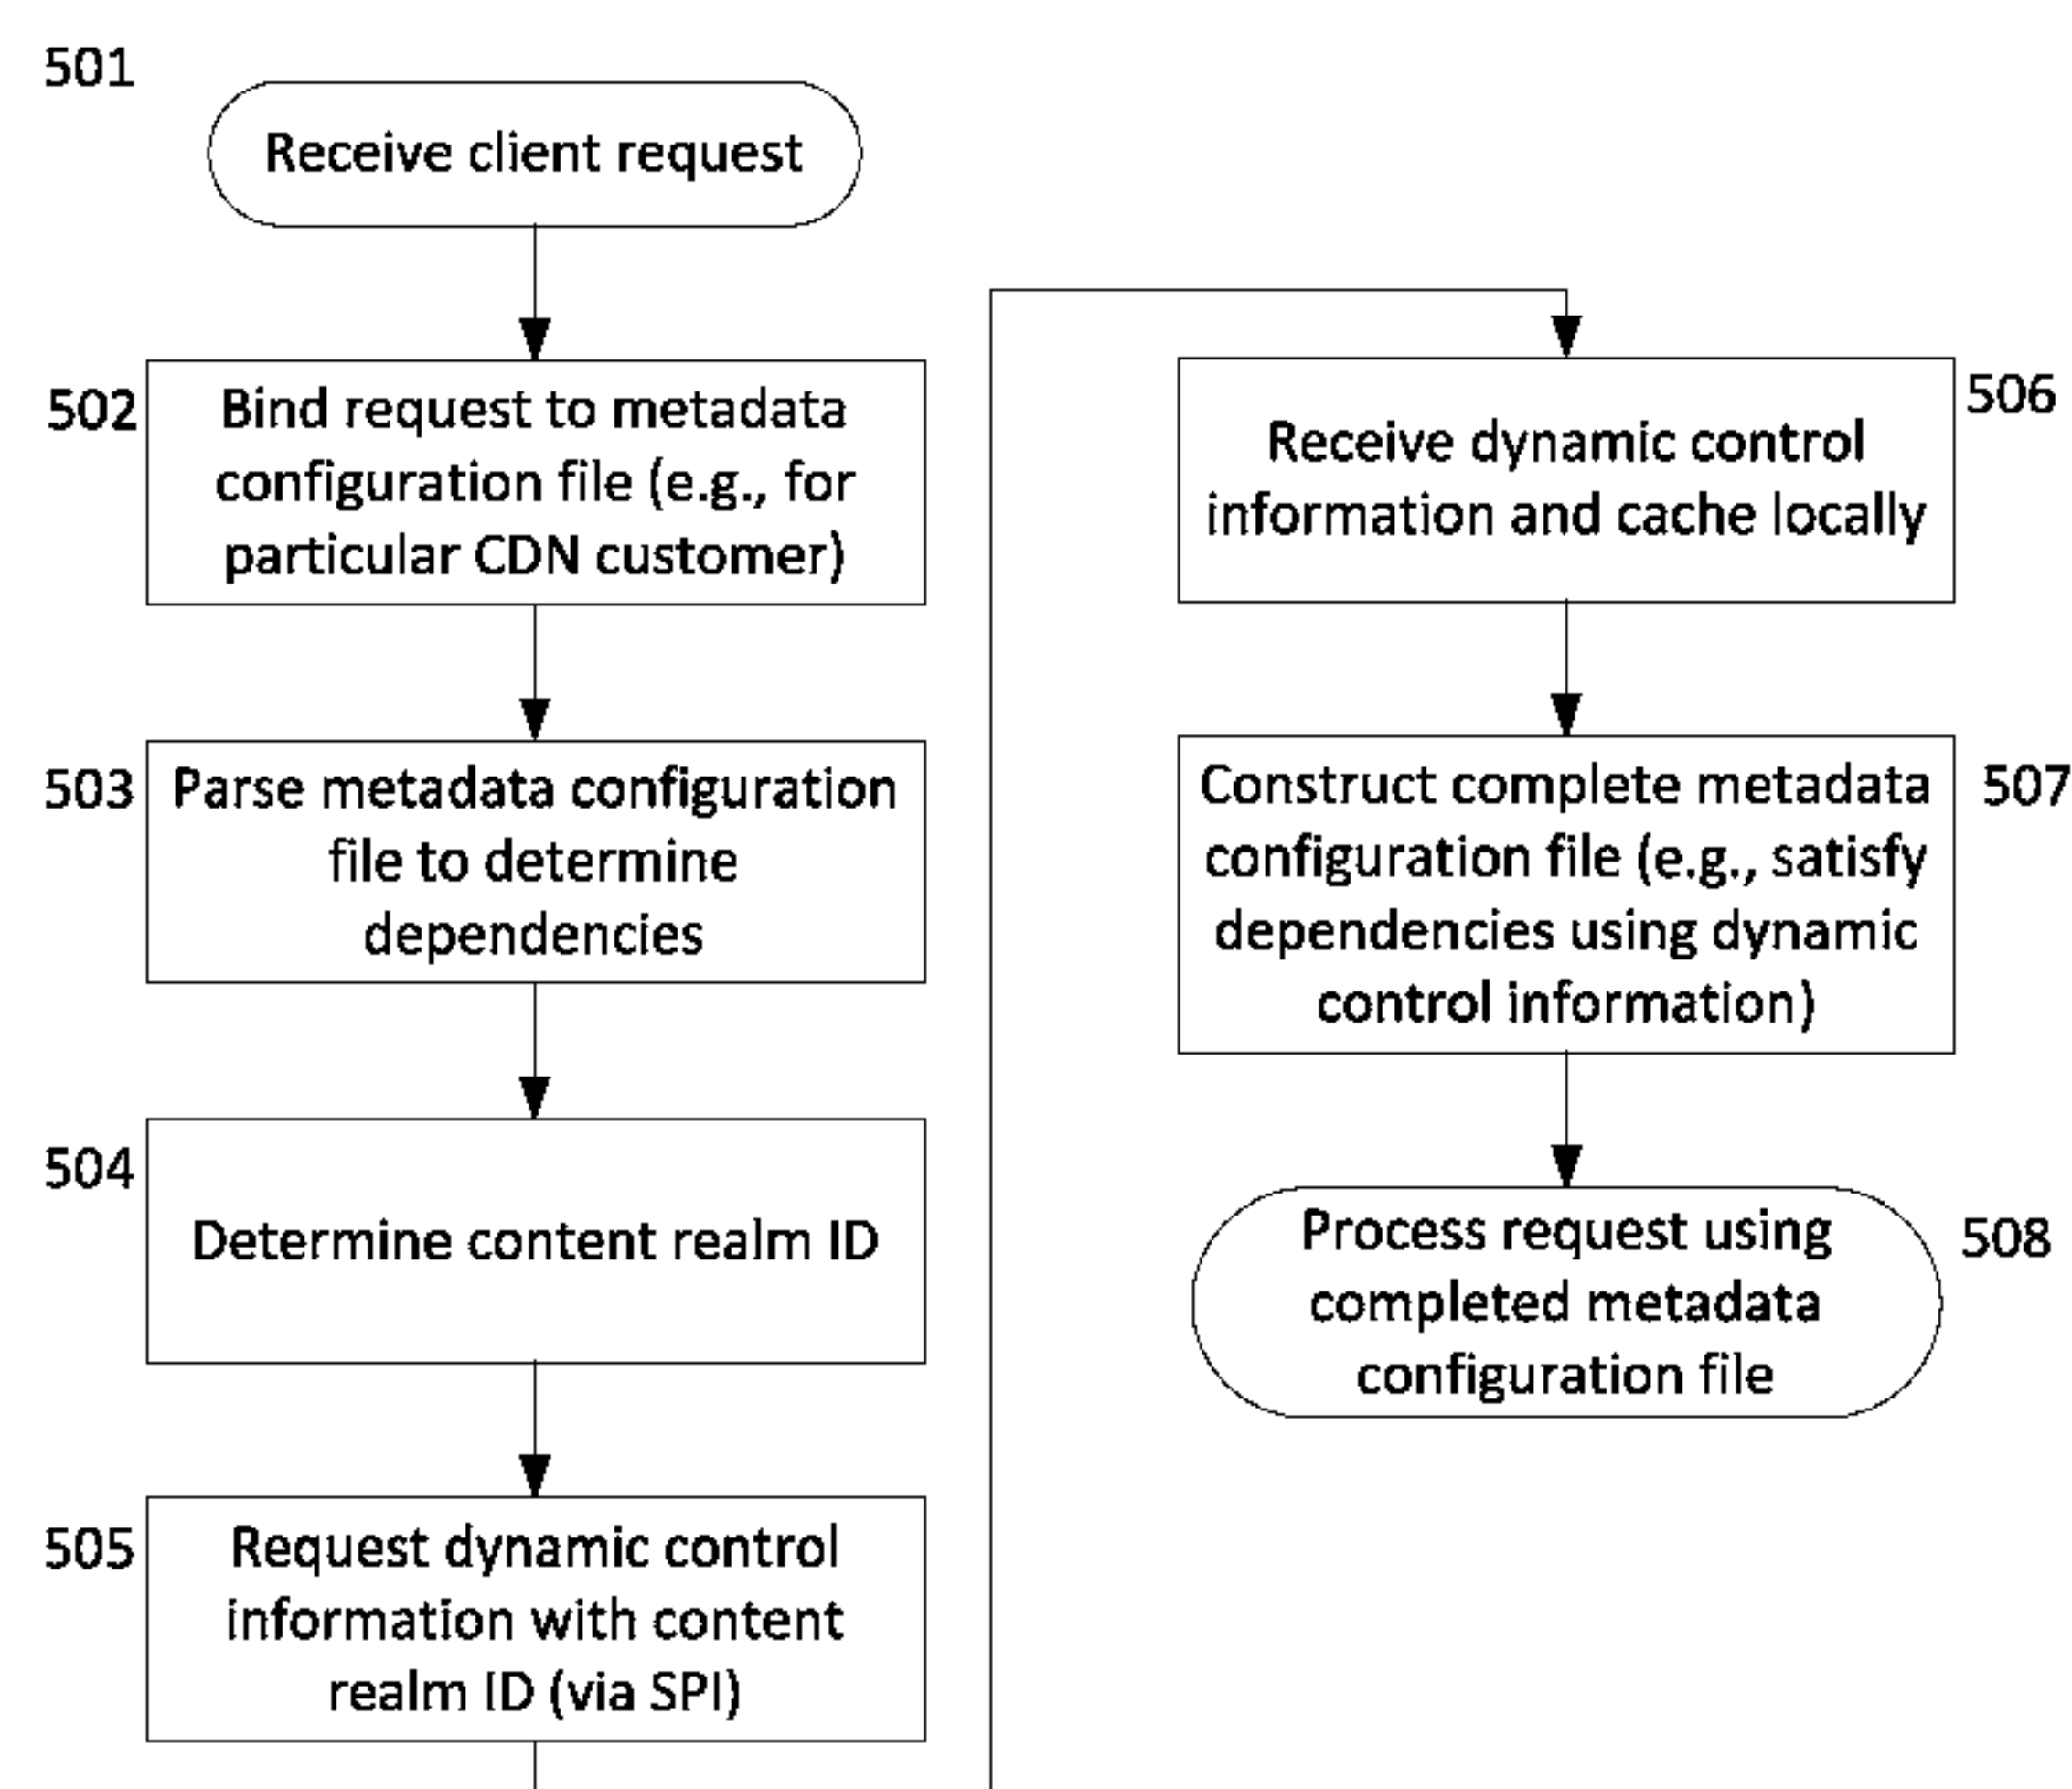 501
Receive client request
502
Bind request to metadata
configuration file (e.g., for
particular CDN customer)
503
Parse metadata configuration
file to determine
dependencies
504
Determine content realm ID
505
Request dynamic control
information with content
realm ID (via SPI)
506
Receive dynamic control
information and cache locally
507
Construct complete metadata
configuration file (e.g., satisfy
dependencies using dynamic
control information)
508
Process request using
completed metadata
configuration file